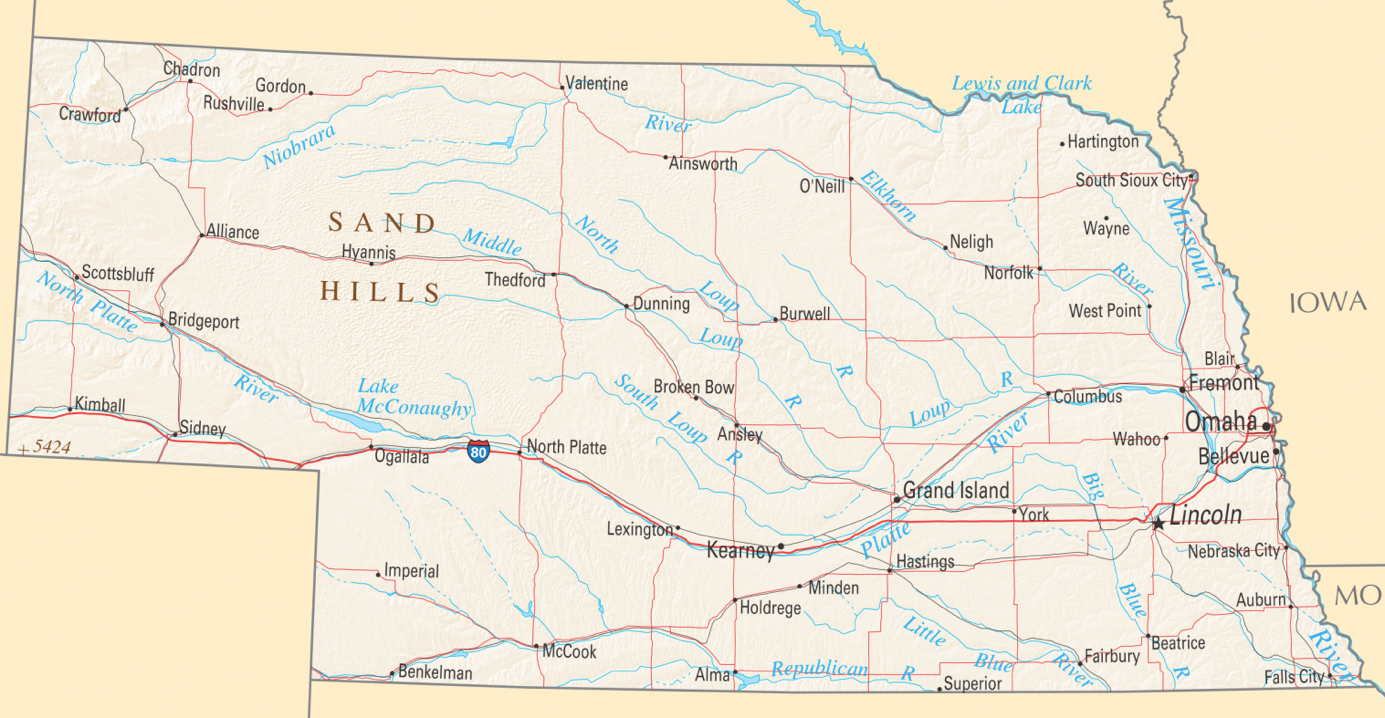 Lewis and Clark
Lake
Chadron
Gordon
Valentine
Rushville
Crawford
River
Niobrara
Hartington
Ainsworth
O'Neill
Elkhorn
South Sioux City
Missouri
SAND
Alliance
Hyannis
Middle
North
Wayne
Neligh
Scottsbluff
Thedford
Norfolk
River
North Platte
HILLS
Dunning
Loup
Burwell
West Point
IOWA
Bridgeport
Loup
R
Blair
River
Lake
McConaughy
South Loup R
Broken Bow
R
R
Columbus
Fremont
Kimball
Loup
Sidney
Ansley
River
Omaha
+5424
Ogallala
80
North Platte
Wahoo
Bellevue
Grand Island
Big
Lexington
York
Lincoln
Kearney
Platte
Nebraska City
Hastings
Imperial
Minden
Holdrege
Blue
Auburn
MO
Little
McCook
Beatrice
River
Benkelman
Alma
Republican R
Blue
River
Fairbury
R
Superior
Falls City